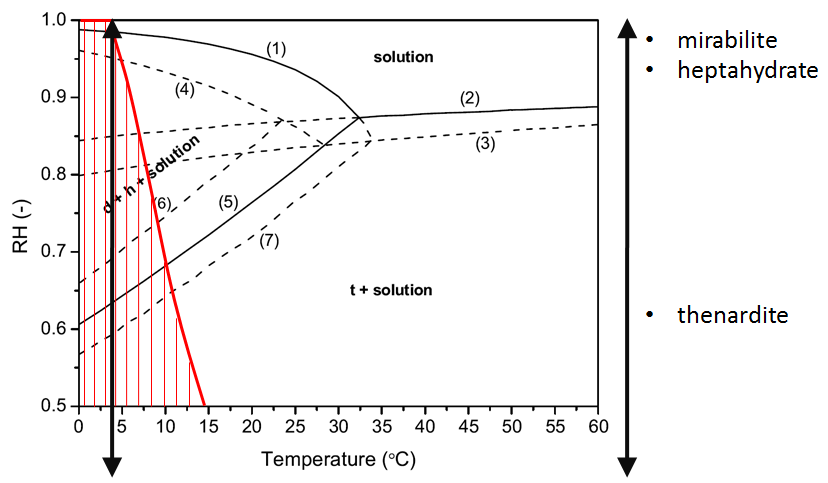 1.0
0.9
0.8
0.7
0.6
0.5
RH (-)
0 5 10 15 20 25 30 35 40 45 50 55 60
Temperature (°C)
(1)
solution
(4)
(2)
(3)
d + h + solution
(6)
(5)
(7)
t + solution
• mirabilite
• heptahydrate
• thenardite